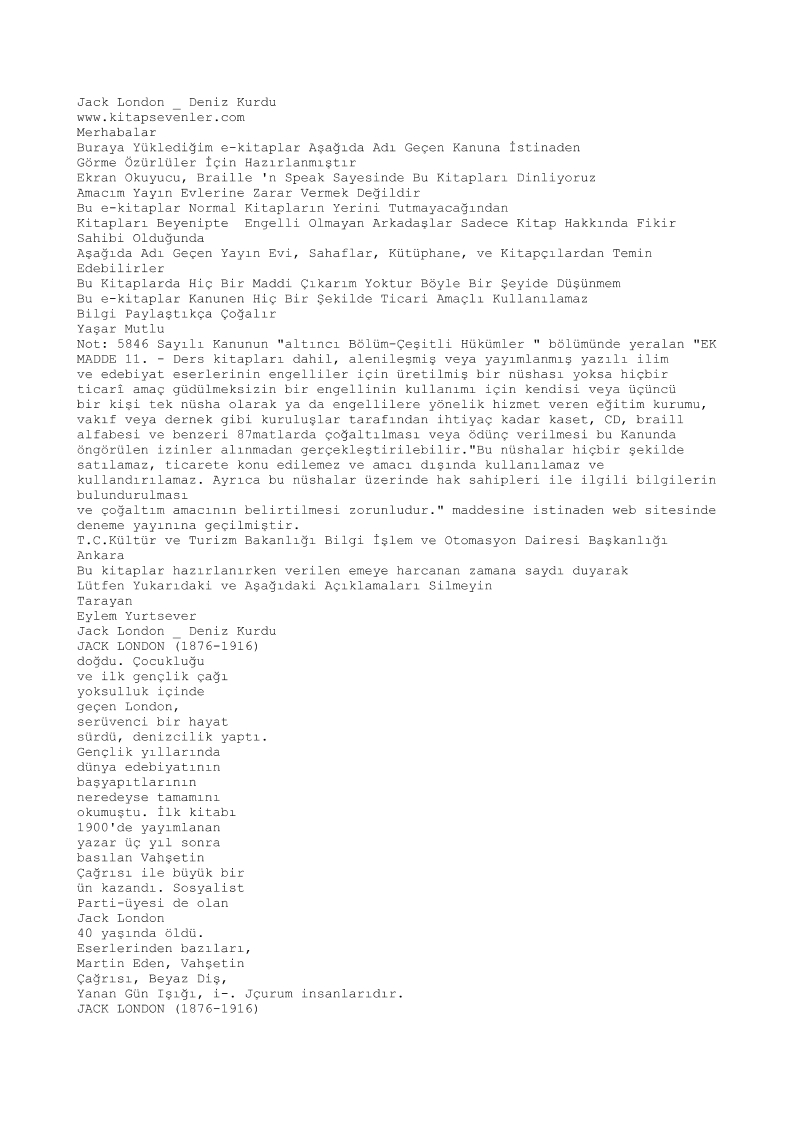 Jack London _ Deniz Kurdu
www.kitapsevenler.com
Merhabalar
Buraya Yüklediğim e-kitaplar Aşağıda Adı Geçen Kanuna İstinaden
Görme Özürlüler İçin Hazırlanmıştır
Ekran Okuyucu, Braille 'n Speak Sayesinde Bu Kitapları Dinliyoruz
Amacım Yayın Evlerine Zarar Vermek Değildir
Bu e-kitaplar Normal Kitapların Yerini Tutmayacağından
Kitapları Beyenipte  Engelli Olmayan Arkadaşlar Sadece Kitap Hakkında Fikir
Sahibi Olduğunda
Aşağıda Adı Geçen Yayın Evi, Sahaflar, Kütüphane, ve Kitapçılardan Temin
Edebilirler
Bu Kitaplarda Hiç Bir Maddi Çıkarım Yoktur Böyle Bir Şeyide Düşünmem
Bu e-kitaplar Kanunen Hiç Bir Şekilde Ticari Amaçlı Kullanılamaz
Bilgi Paylaştıkça Çoğalır
Yaşar Mutlu
Not: 5846 Sayılı Kanunun "altıncı Bölüm-Çeşitli Hükümler " bölümünde yeralan "EK
MADDE 11. - Ders kitapları dahil, alenileşmiş veya yayımlanmış yazılı ilim
ve edebiyat eserlerinin engelliler için üretilmiş bir nüshası yoksa hiçbir
ticarî amaç güdülmeksizin bir engellinin kullanımı için kendisi veya üçüncü
bir kişi tek nüsha olarak ya da engellilere yönelik hizmet veren eğitim kurumu,
vakıf veya dernek gibi kuruluşlar tarafından ihtiyaç kadar kaset, CD, braill
alfabesi ve benzeri 87matlarda çoğaltılması veya ödünç verilmesi bu Kanunda
öngörülen izinler alınmadan gerçekleştirilebilir."Bu nüshalar hiçbir şekilde
satılamaz, ticarete konu edilemez ve amacı dışında kullanılamaz ve
kullandırılamaz. Ayrıca bu nüshalar üzerinde hak sahipleri ile ilgili bilgilerin
bulundurulması
ve çoğaltım amacının belirtilmesi zorunludur." maddesine istinaden web sitesinde
deneme yayınına geçilmiştir.
T.C.Kültür ve Turizm Bakanlığı Bilgi İşlem ve Otomasyon Dairesi Başkanlığı
Ankara
Bu kitaplar hazırlanırken verilen emeye harcanan zamana saydı duyarak
Lütfen Yukarıdaki ve Aşağıdaki Açıklamaları Silmeyin
Tarayan
Eylem Yurtsever
Jack London _ Deniz Kurdu
JACK LONDON (1876-1916)
doğdu. Çocukluğu
ve ilk gençlik çağı
yoksulluk içinde
geçen London,
serüvenci bir hayat
sürdü, denizcilik yaptı.
Gençlik yıllarında
dünya edebiyatının
başyapıtlarının
neredeyse tamamını
okumuştu. İlk kitabı
1900'de yayımlanan
yazar üç yıl sonra
basılan Vahşetin
Çağrısı ile büyük bir
ün kazandı. Sosyalist
Parti-üyesi de olan
Jack London
40 yaşında öldü.
Eserlerinden bazıları,
Martin Eden, Vahşetin
Çağrısı, Beyaz Diş,
Yanan Gün Işığı, i-. Jçurum insanlarıdır.
JACK LONDON (1876-1916)